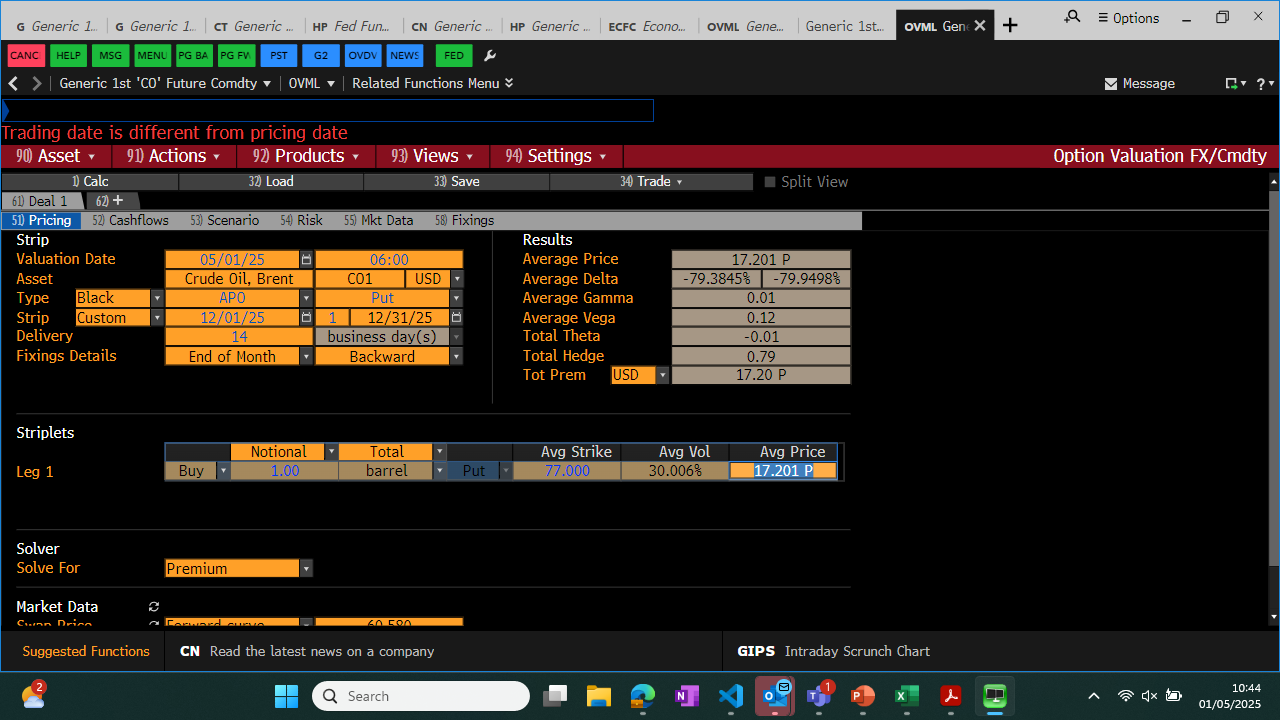 G Generic 1... G Generic 1... CT Generic ... HP Fed Fun... CN Generic ... HP Generic ... ECFC Econo... OVML Gene... Generic 1st... OVML Gen Options
CANC HELP MSG MENU PG BA PG FW PST G2 OVDV NEWS FED
Generic 1st 'CO' Future Comdty OVML Related Functions Menu Message ?
Trading date is different from pricing date
90) Asset 91) Actions 92) Products 93) Views 94) Settings Option Valuation FX/Cmdty
1) Calc 32) Load 33) Save 34) Trade Split View
61) Deal 1 62) +
51) Pricing 52) Cashflows 53) Scenario 54) Risk 55) Mkt Data 58) Fixings
Strip Results
Valuation Date 05/01/25 06:00 Average Price 17.201 P
Asset Crude Oil, Brent CO1 USD Average Delta -79.3845% -79.9498%
Type Black APO Put Average Gamma 0.01
Strip Custom 12/01/25 1 12/31/25 Average Vega 0.12
Delivery 14 business day(s) Total Theta -0.01
Fixings Details End of Month Backward Total Hedge 0.79
Tot Prem USD 17.20 P
Striplets
Notional Total Avg Strike Avg Vol Avg Price
Leg 1 Buy 1.00 barrel Put 77.000 30.006% 17.201 P
Solver
Solve For Premium
Market Data
Swap Price Forward curve 60.580
Suggested Functions CN Read the latest news on a company GIPS Intraday Scrunch Chart
2 Search 1 10:44
01/05/2025